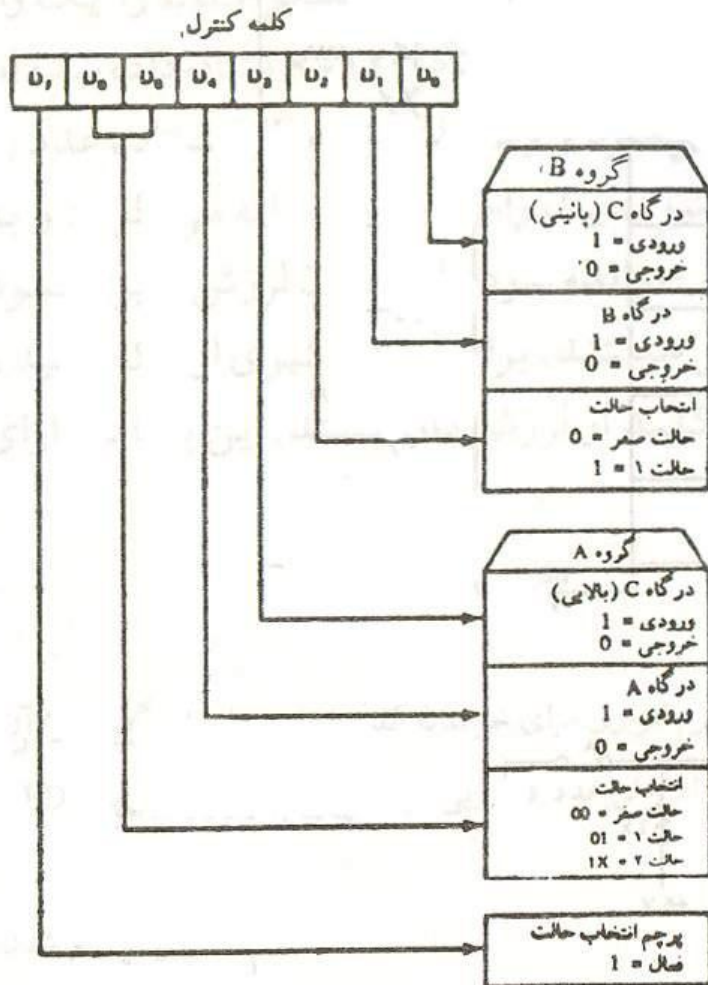 کلمه کنترل
D₇ D₆ D₅ D₄ D₃ D₂ D₁ D₀
گروه B
درگاه C (پائینی)
ورودی = 1
خروجی = 0
درگاه B
ورودی = 1
خروجی = 0
انتخاب حالت
حالت صفر = 0
حالت ۱ = 1
گروه A
درگاه C (بالایی)
ورودی = 1
خروجی = 0
درگاه A
ورودی = 1
خروجی = 0
انتخاب حالت
حالت صفر = 00
حالت ۱ = 01
حالت ۲ = 1X
پرچم انتخاب حالت
فعال = 1